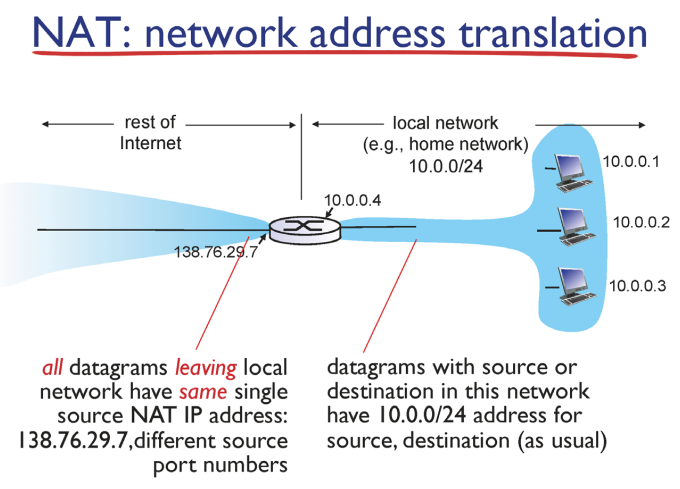 NAT: network address translation
rest of
Internet
local network
(e.g., home network)
10.0.0/24
10.0.0.1
10.0.0.4
10.0.0.2
138.76.29.7
10.0.0.3
all datagrams leaving local
network have same single
source NAT IP address:
138.76.29.7,different source
port numbers
datagrams with source or
destination in this network
have 10.0.0/24 address for
source, destination (as usual)